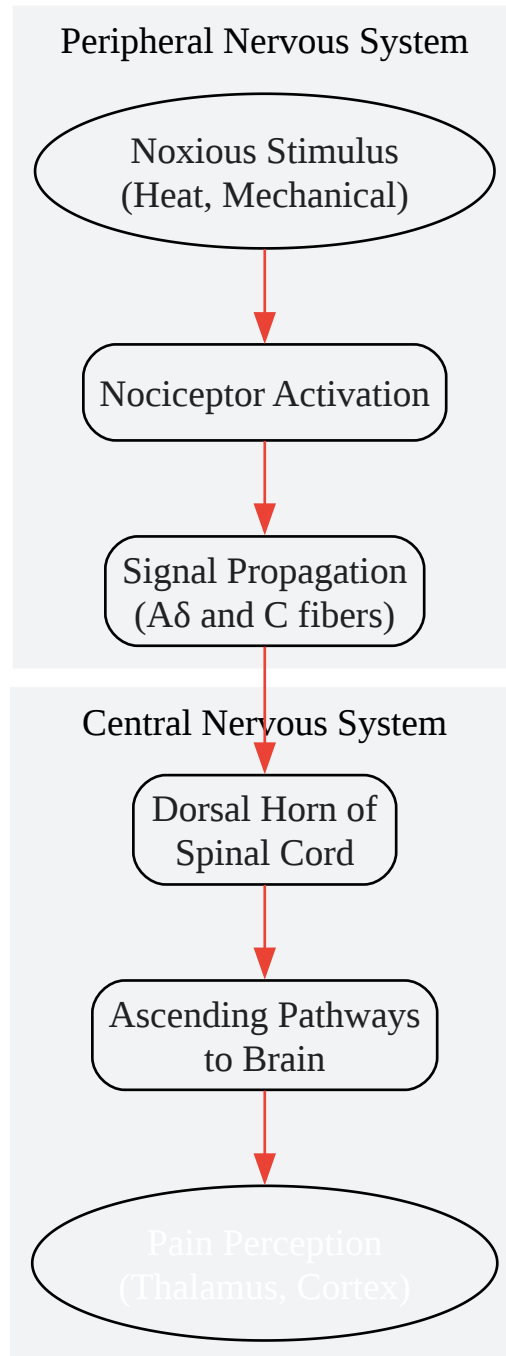 Peripheral Nervous System
Noxious Stimulus
(Heat, Mechanical)
Nociceptor Activation
Signal Propagation
(Aδ and C fibers)
Central Nervous System
Dorsal Horn of
Spinal Cord
Ascending Pathways
to Brain
Pain Perception
(Thalamus, Cortex)